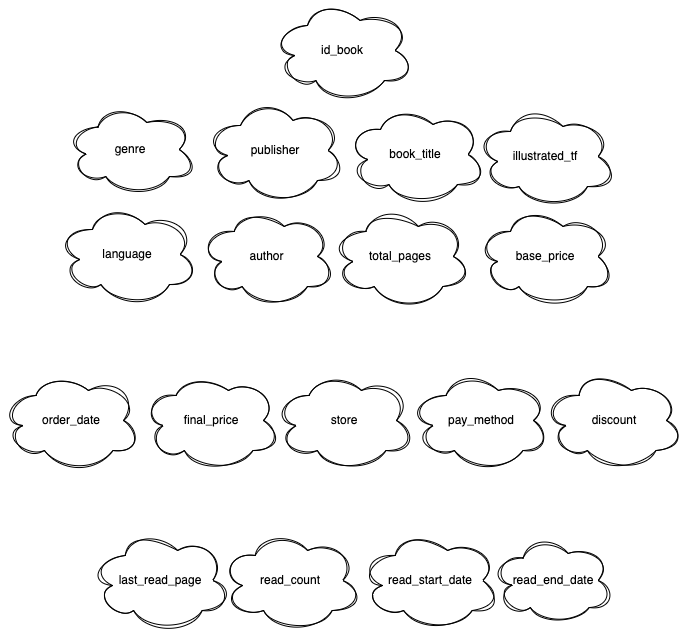 id_book
genre
publisher
book_title
illustrated_tf
language
author
total_pages
base_price
order_date
final_price
store
pay_method
discount
last_read_page
read_count
read_start_date
read_end_date